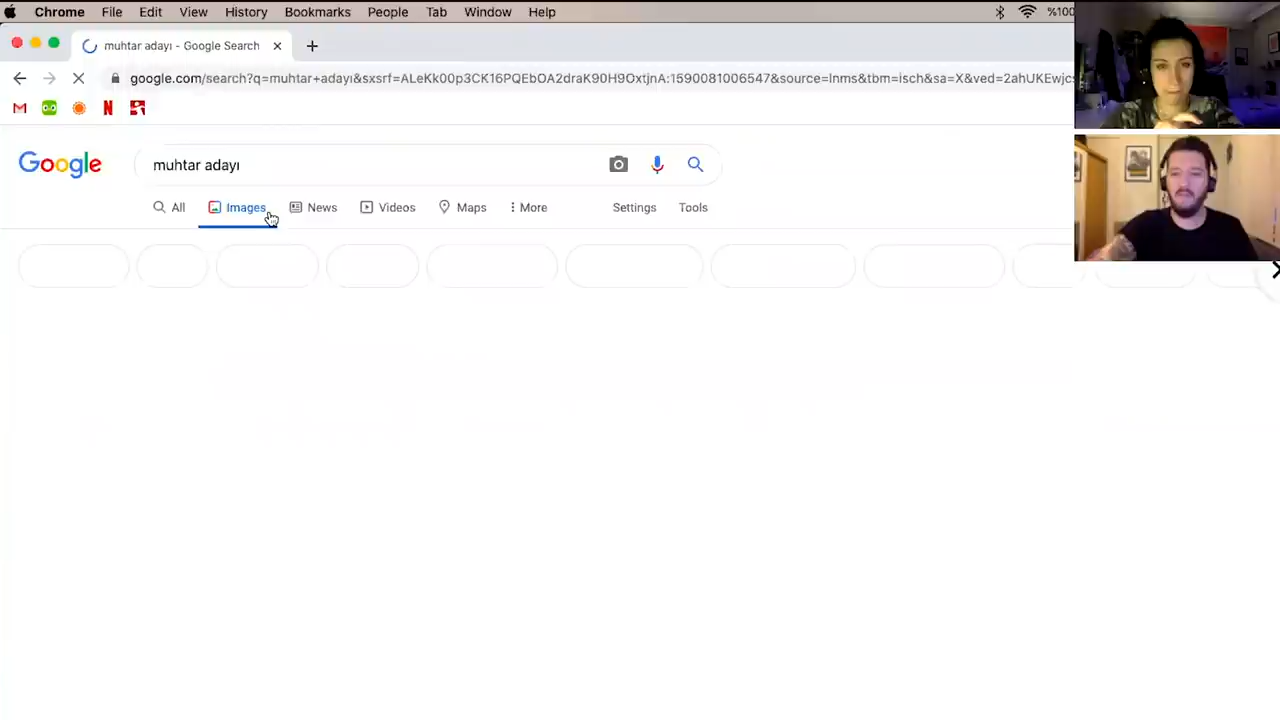 Chrome File Edit View History Bookmarks People Tab Window Help %100
muhtar adayı - Google Search
google.com/search?q=muhtar+adayı&sxsrf=ALeKk00p3CK16PQEbOA2draK90H9OxtjnA:1590081006547&source=lnms&tbm=isch&sa=X&ved=2ahUKEwjcs
Google muhtar adayı
All Images News Videos Maps More Settings Tools